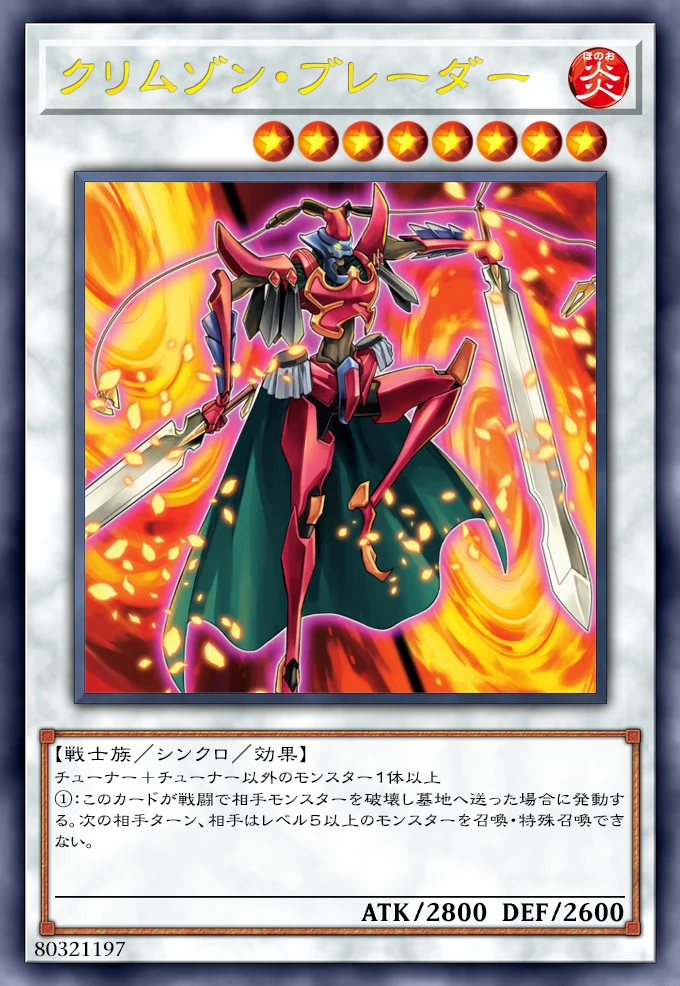 クリムゾン・ブレーダー
ほのお
炎
【戦士族／シンクロ／効果】
チューナー＋チューナー以外のモンスター１体以上
①：このカードが戦闘で相手モンスターを破壊し墓地へ送った場合に発動す
る。次の相手ターン、相手はレベル５以上のモンスターを召喚・特殊召喚でき
ない。
ATK/2800 DEF/2600
80321197